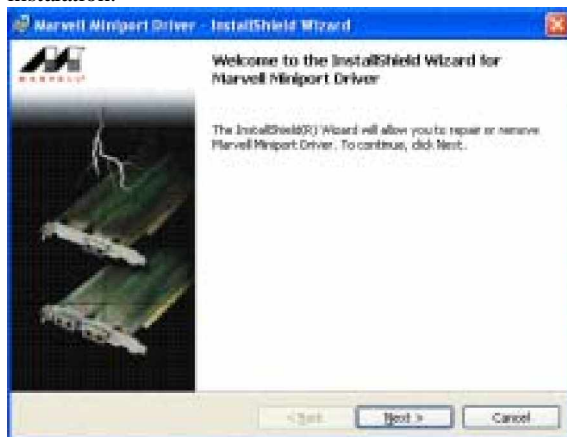 installation.
Marvell Miniport Driver - InstallShield Wizard
MARVELL
Welcome to the InstallShield Wizard for
Marvell Miniport Driver
The InstallShield(R) Wizard will allow you to repair or remove
Marvell Miniport Driver. To continue, click Next.
< Back
Next >
Cancel